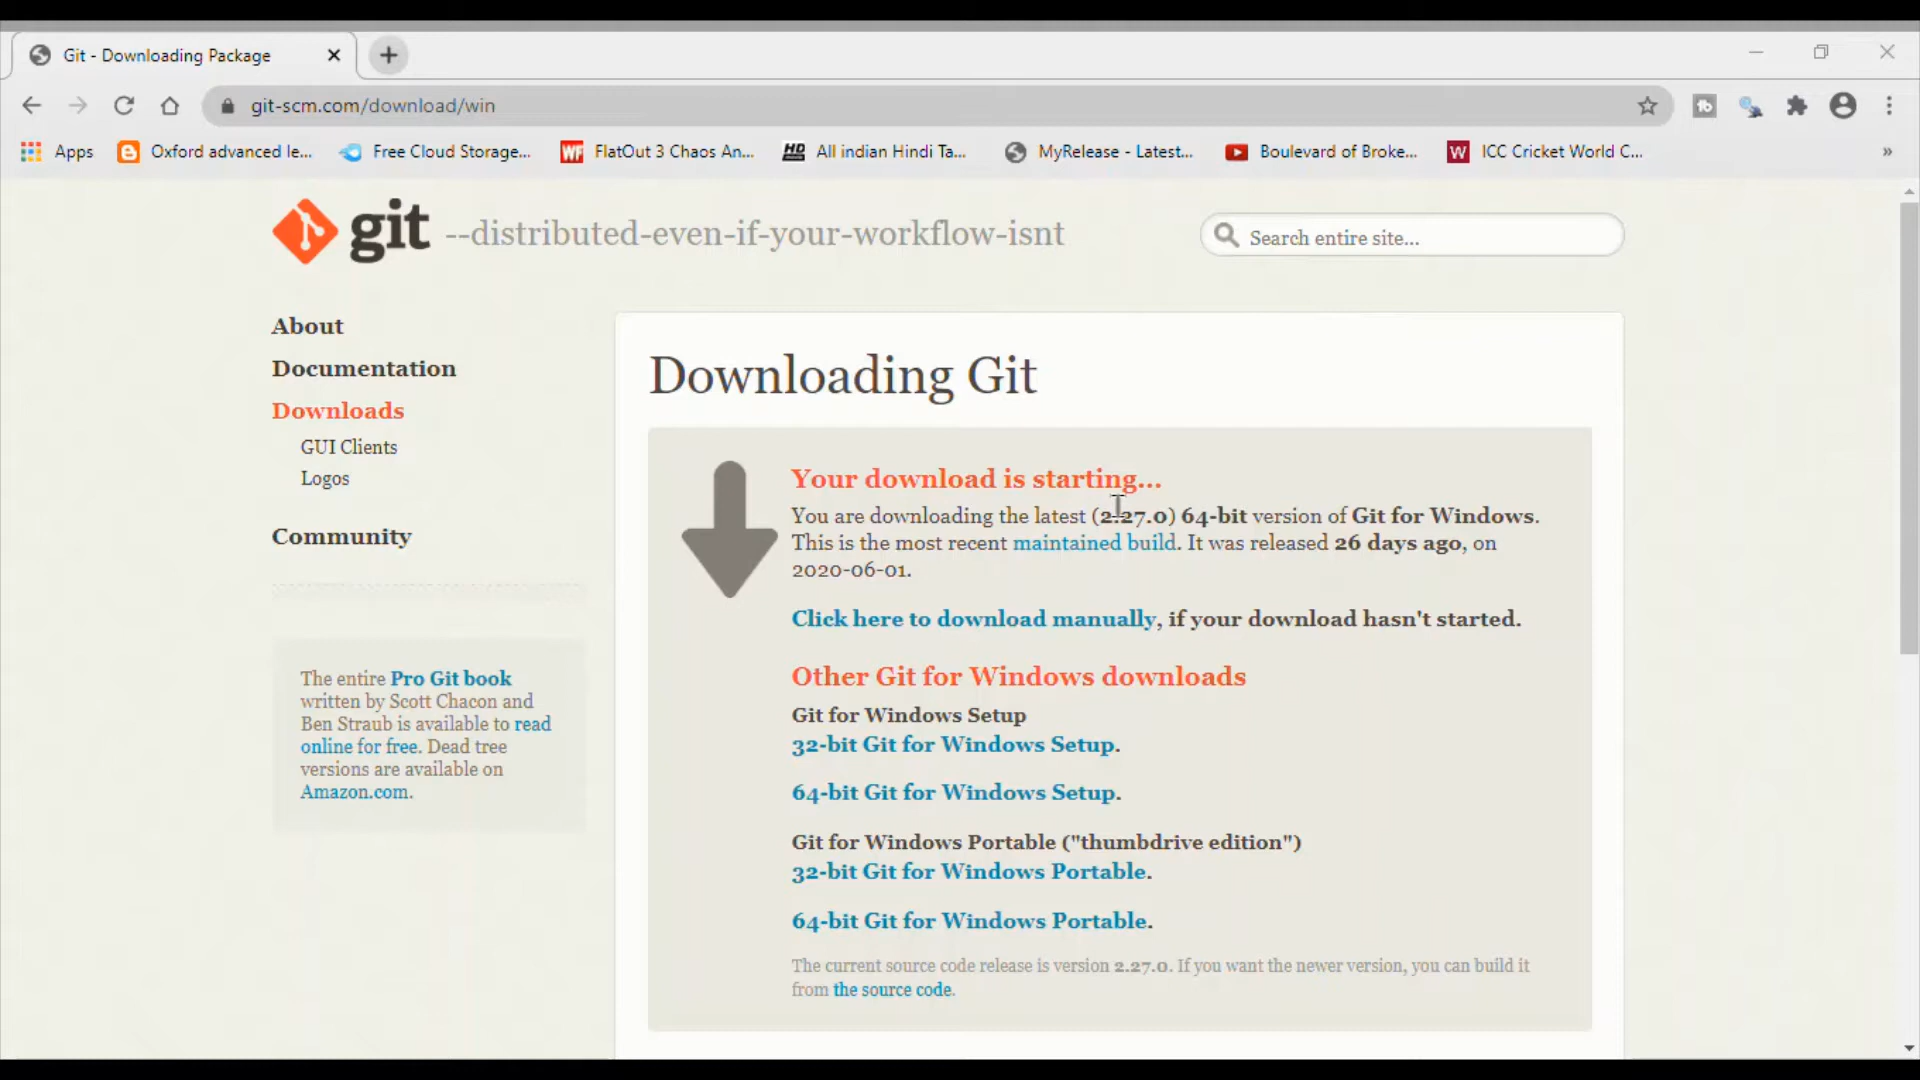 Git - Downloading Package
git-scm.com/download/win
Apps
Oxford advanced le...
Free Cloud Storage...
WF
FlatOut 3 Chaos An...
HD
All indian Hindi Ta...
MyRelease - Latest...
Boulevard of Broke...
W
ICC Cricket World C...
»
git --distributed-even-if-your-workflow-isnt
Search entire site...
About
Documentation
Downloads
GUI Clients
Logos
Community
The entire Pro Git book
written by Scott Chacon and
Ben Straub is available to read
online for free. Dead tree
versions are available on
Amazon.com.
Downloading Git
Your download is starting...
You are downloading the latest (2.27.0) 64-bit version of Git for Windows.
This is the most recent maintained build. It was released 26 days ago, on
2020-06-01.
Click here to download manually, if your download hasn't started.
Other Git for Windows downloads
Git for Windows Setup
32-bit Git for Windows Setup.
64-bit Git for Windows Setup.
Git for Windows Portable ("thumbdrive edition")
32-bit Git for Windows Portable.
64-bit Git for Windows Portable.
The current source code release is version 2.27.0. If you want the newer version, you can build it
from the source code.